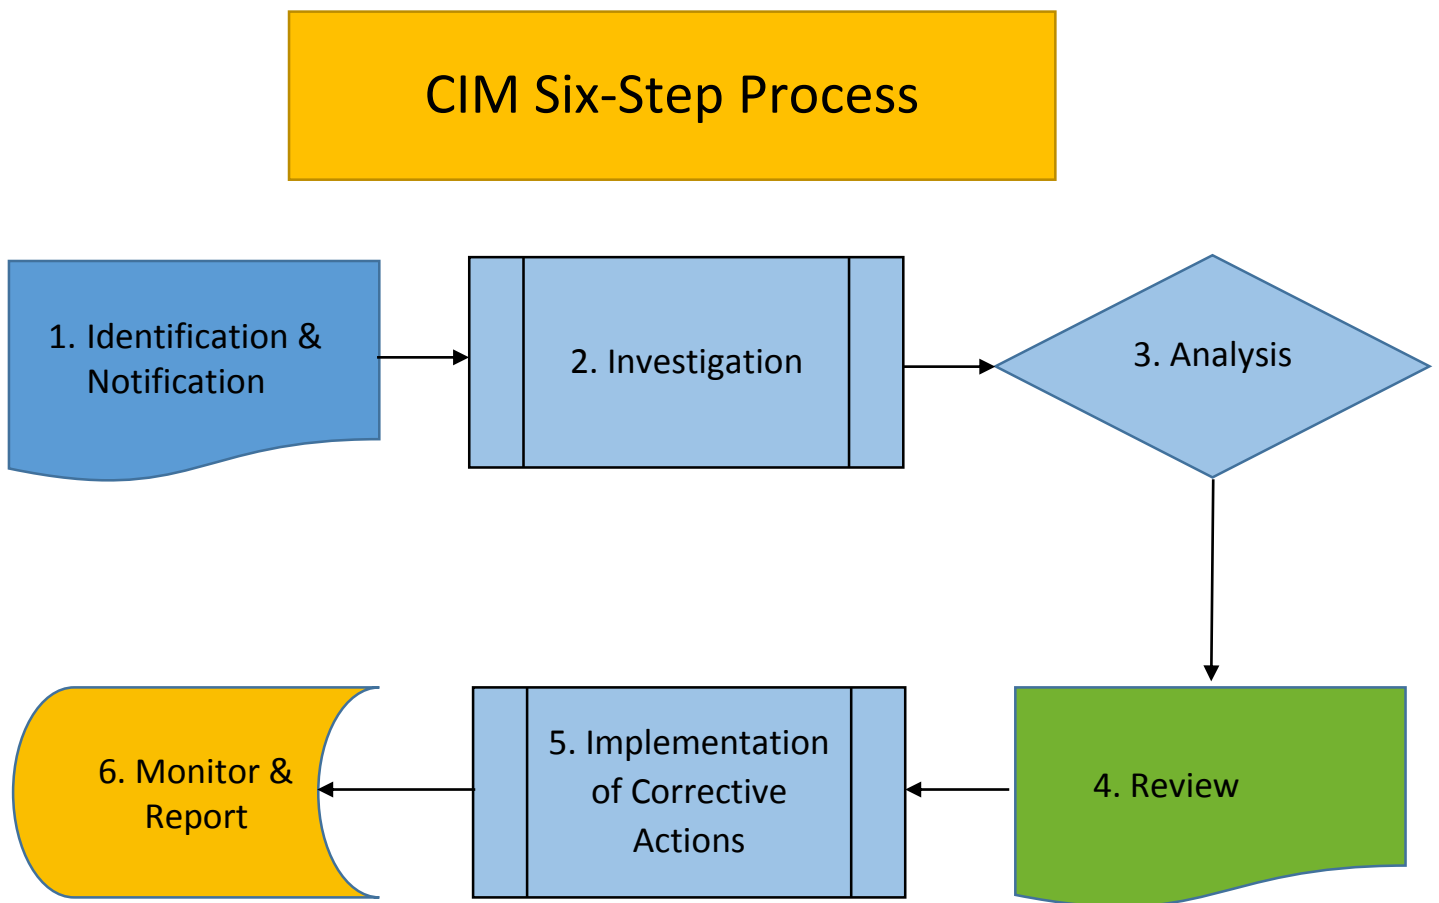 CIM Six-Step Process
1. Identification &
Notification
2. Investigation
3. Analysis
4. Review
5. Implementation
of Corrective
Actions
6. Monitor &
Report